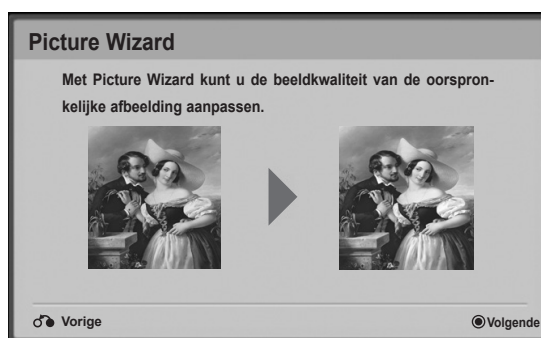 Picture Wizard
Met Picture Wizard kunt u de beeldkwaliteit van de oorspron-
kelijke afbeelding aanpassen.
Vorige
Volgende